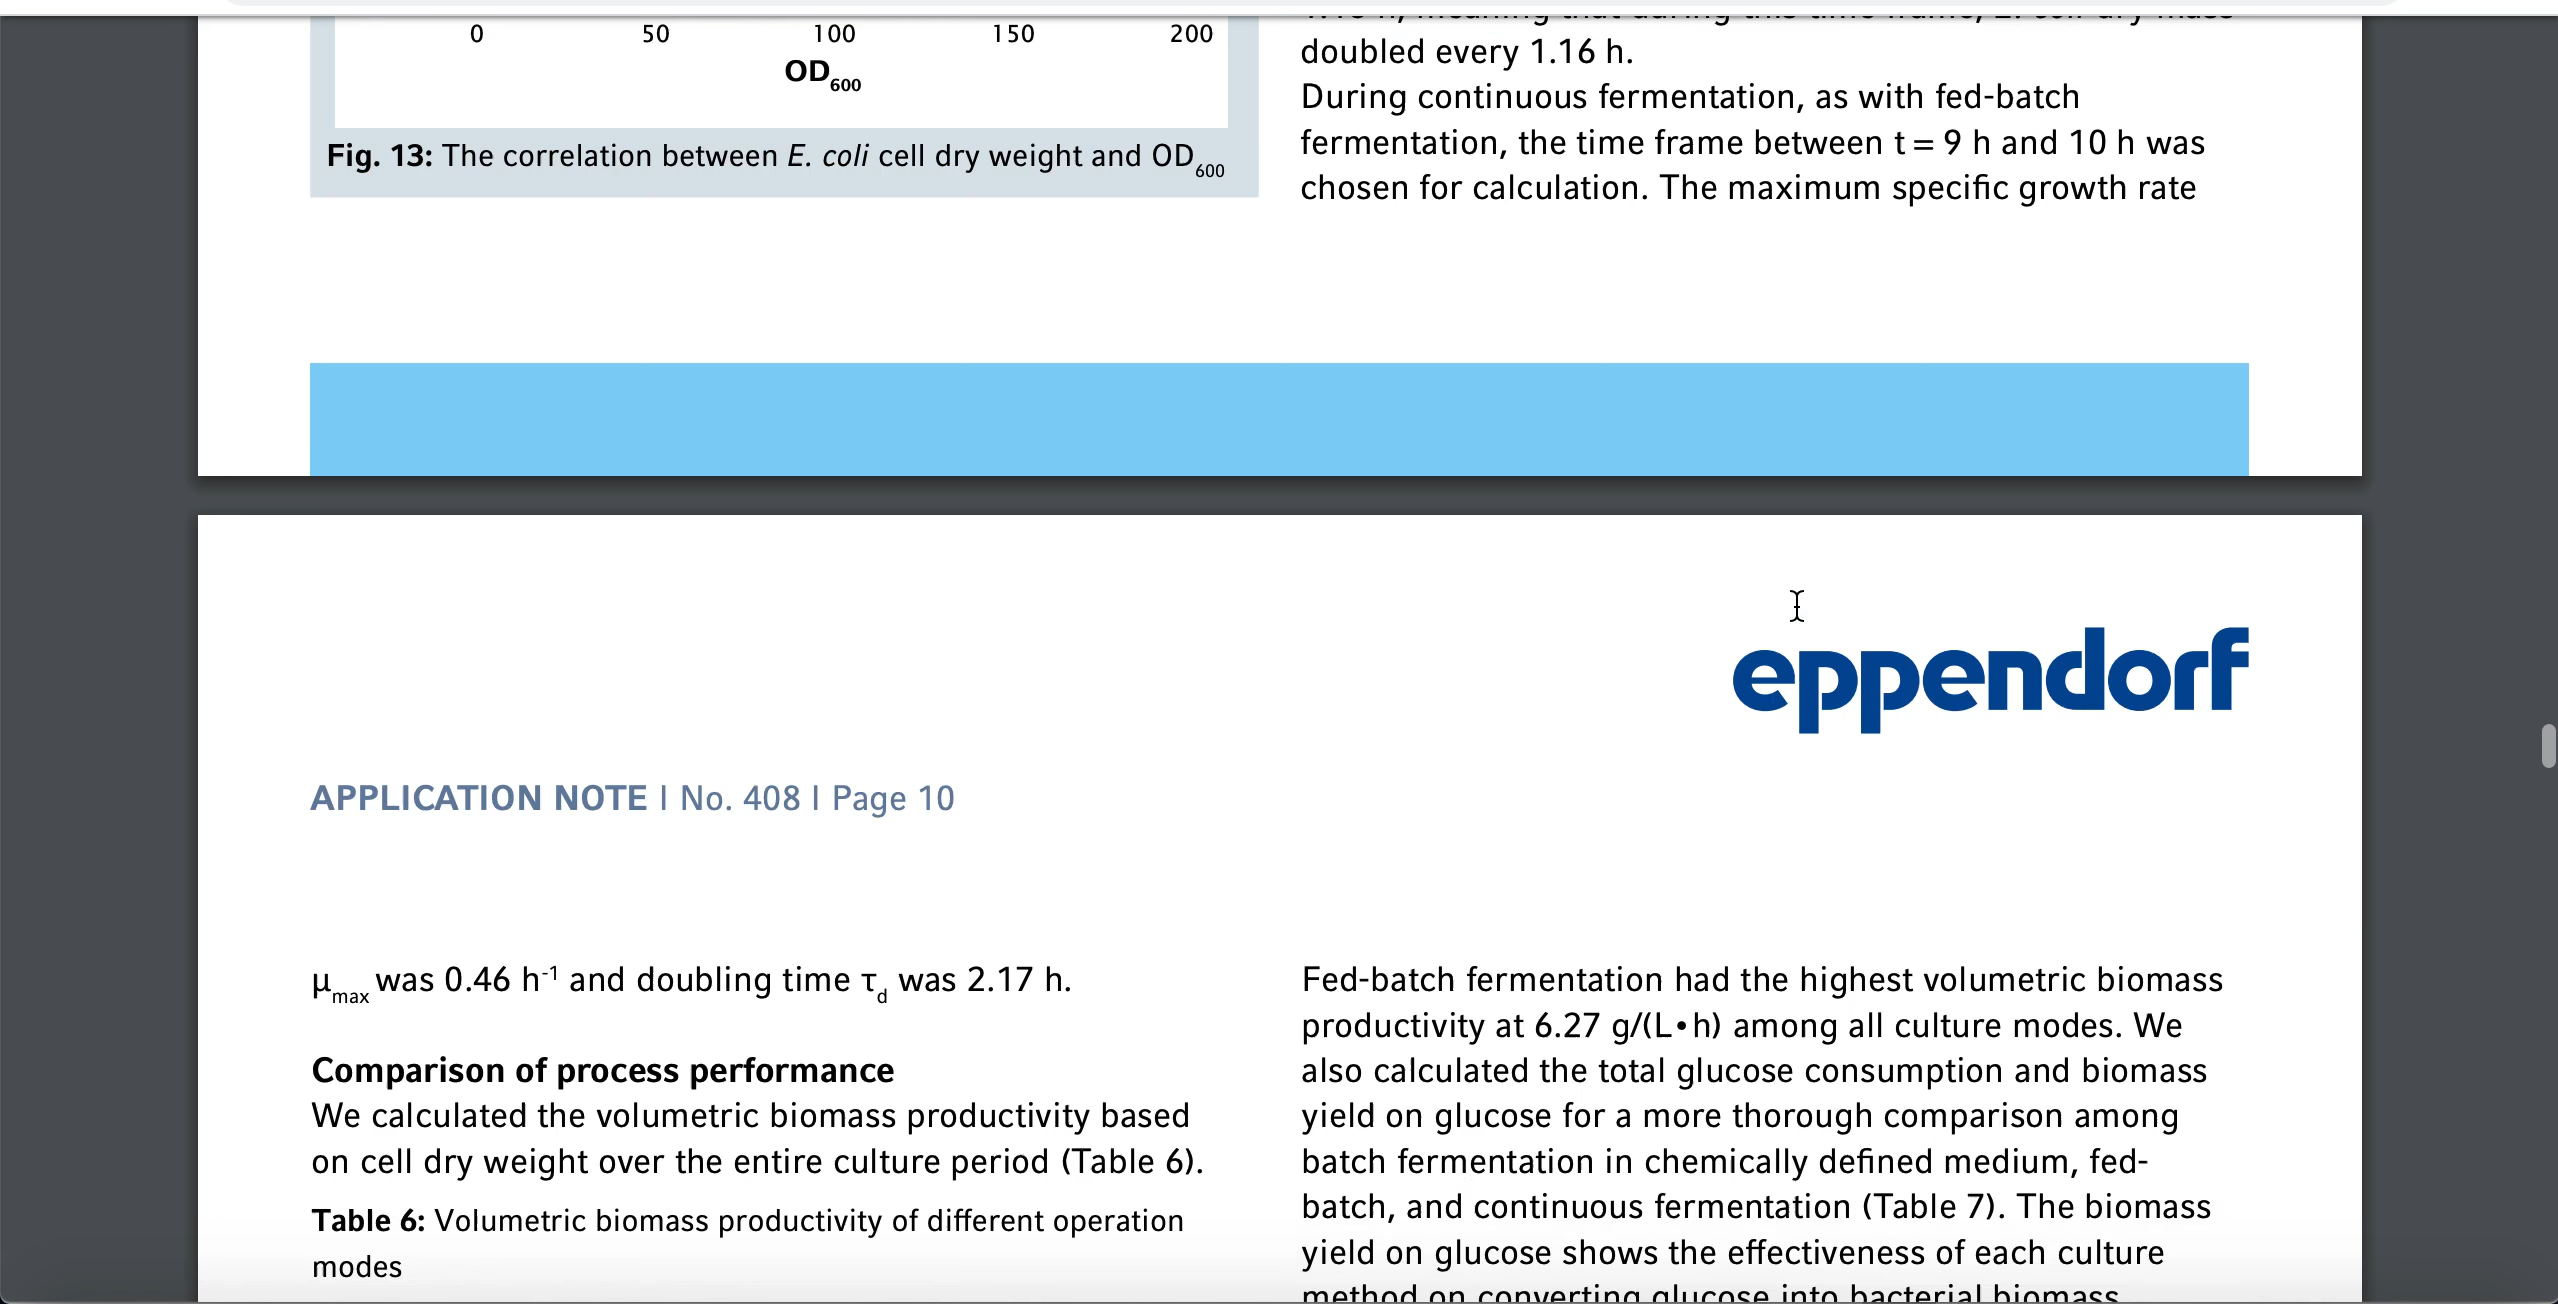 0 50 100 150 200
OD600
Fig. 13: The correlation between E. coli cell dry weight and OD600
doubled every 1.16 h.
During continuous fermentation, as with fed-batch
fermentation, the time frame between t = 9 h and 10 h was
chosen for calculation. The maximum specific growth rate
eppendorf
APPLICATION NOTE I No. 408 I Page 10
μmax was 0.46 h-1 and doubling time τd was 2.17 h.
Comparison of process performance
We calculated the volumetric biomass productivity based
on cell dry weight over the entire culture period (Table 6).
Table 6: Volumetric biomass productivity of different operation
modes
Fed-batch fermentation had the highest volumetric biomass
productivity at 6.27 g/(L•h) among all culture modes. We
also calculated the total glucose consumption and biomass
yield on glucose for a more thorough comparison among
batch fermentation in chemically defined medium, fed-
batch, and continuous fermentation (Table 7). The biomass
yield on glucose shows the effectiveness of each culture
method on converting glucose into bacterial biomass